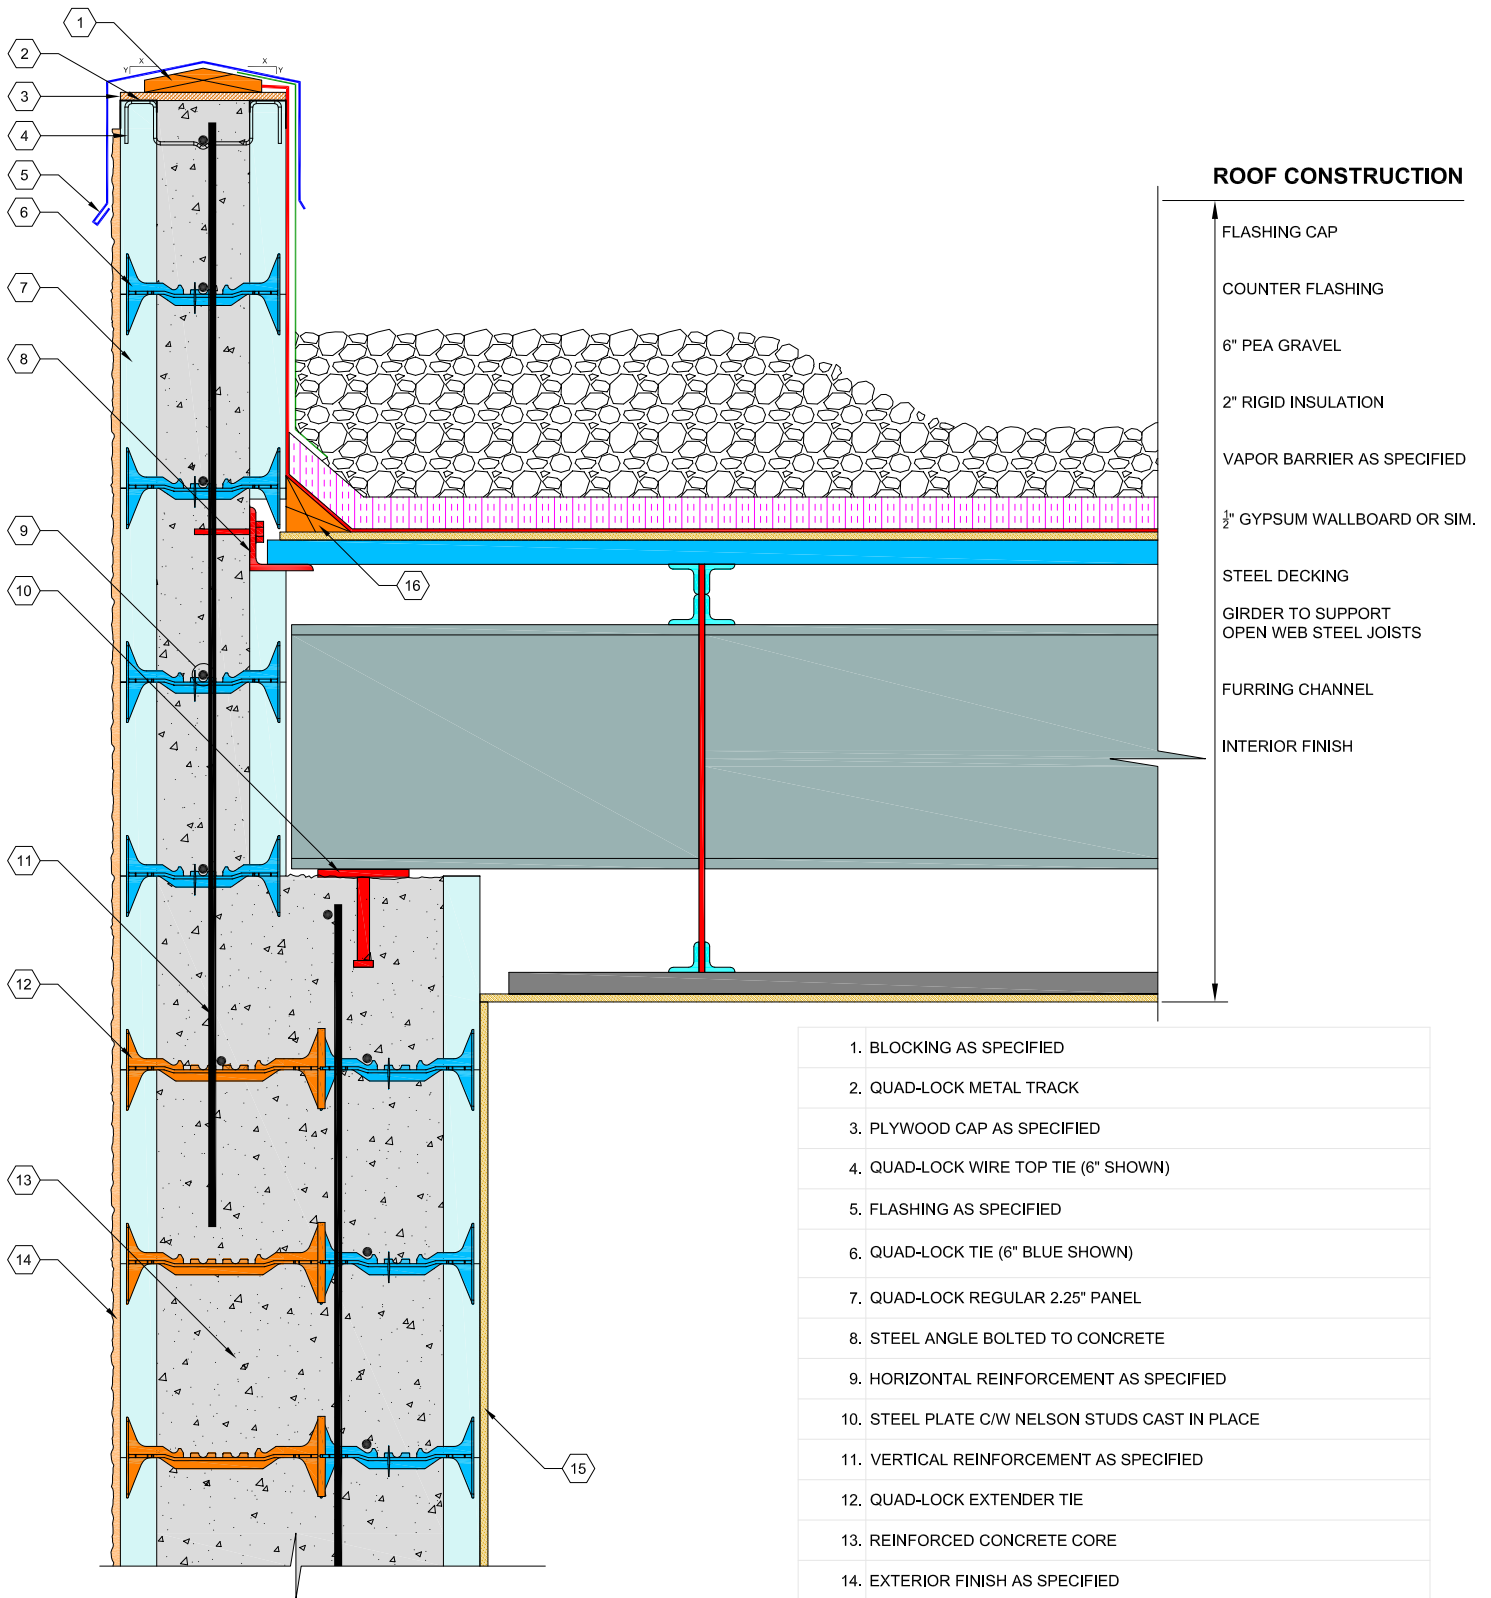 1
2
3
4
5
6
7
8
9
10
11
12
13
14
15
16
X
Y
X
Y
ROOF CONSTRUCTION
FLASHING CAP
COUNTER FLASHING
6" PEA GRAVEL
2" RIGID INSULATION
VAPOR BARRIER AS SPECIFIED
1/2" GYPSUM WALLBOARD OR SIM.
STEEL DECKING
GIRDER TO SUPPORT
OPEN WEB STEEL JOISTS
FURRING CHANNEL
INTERIOR FINISH
1. BLOCKING AS SPECIFIED
2. QUAD-LOCK METAL TRACK
3. PLYWOOD CAP AS SPECIFIED
4. QUAD-LOCK WIRE TOP TIE (6" SHOWN)
5. FLASHING AS SPECIFIED
6. QUAD-LOCK TIE (6" BLUE SHOWN)
7. QUAD-LOCK REGULAR 2.25" PANEL
8. STEEL ANGLE BOLTED TO CONCRETE
9. HORIZONTAL REINFORCEMENT AS SPECIFIED
10. STEEL PLATE C/W NELSON STUDS CAST IN PLACE
11. VERTICAL REINFORCEMENT AS SPECIFIED
12. QUAD-LOCK EXTENDER TIE
13. REINFORCED CONCRETE CORE
14. EXTERIOR FINISH AS SPECIFIED